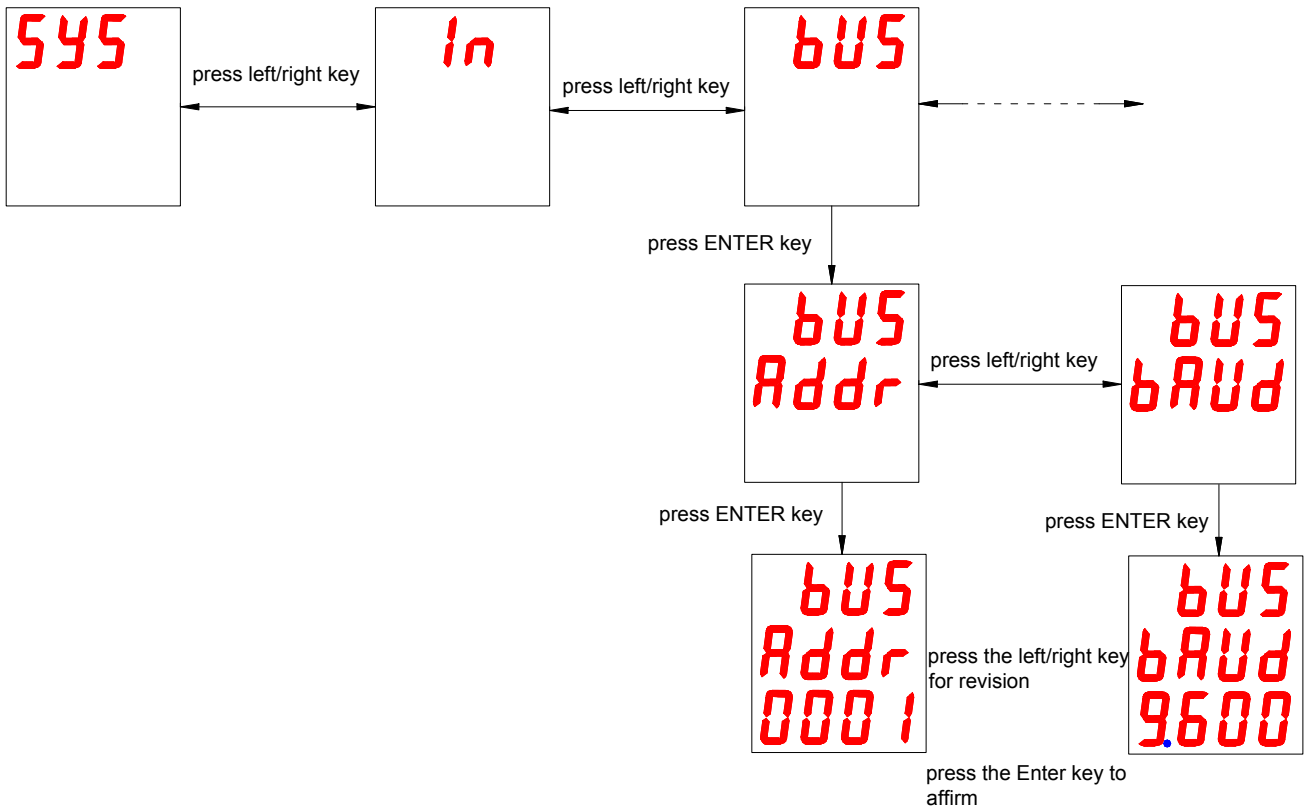 SYS
In
bUS
press left/right key
press left/right key
press ENTER key
bUS
Addr
press left/right key
bUS
bAUd
press ENTER key
press ENTER key
bUS
Addr
0001
press the left/right key
for revision
bUS
bAUd
9.600
press the Enter key to
affirm